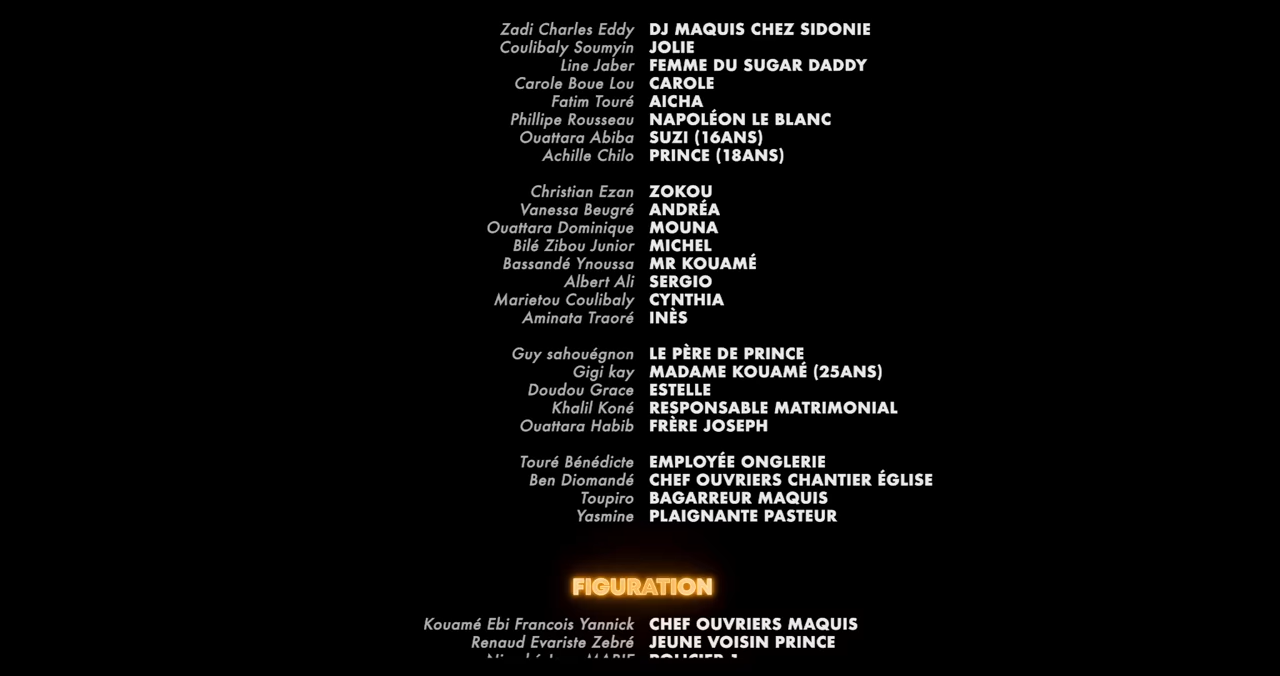 Zadi Charles Eddy DJ MAQUIS CHEZ SIDONIE
Coulibaly Soumyin JOLIE
Line Jaber FEMME DU SUGAR DADDY
Carole Boue Lou CAROLE
Fatim Touré AICHA
Phillipe Rousseau NAPOLÉON LE BLANC
Ouattara Abiba SUZI (16ANS)
Achille Chilo PRINCE (18ANS)
Christian Ezan ZOKOU
Vanessa Beugré ANDRÉA
Ouattara Dominique MOUNA
Bilé Zibou Junior MICHEL
Bassandé Ynoussa MR KOUAMÉ
Albert Ali SERGIO
Marietou Coulibaly CYNTHIA
Aminata Traoré INÈS
Guy sahouégnon LE PÈRE DE PRINCE
Gigi kay MADAME KOUAMÉ (25ANS)
Doudou Grace ESTELLE
Khalil Koné RESPONSABLE MATRIMONIAL
Ouattara Habib FRÈRE JOSEPH
Touré Bénédicte EMPLOYÉE ONGLERIE
Ben Diomandé CHEF OUVRIERS CHANTIER ÉGLISE
Toupiro BAGARREUR MAQUIS
Yasmine PLAIGNANTE PASTEUR
FIGURATION
Kouamé Ebi Francois Yannick CHEF OUVRIERS MAQUIS
Renaud Evariste Zebré JEUNE VOISIN PRINCE
POLICIER 1